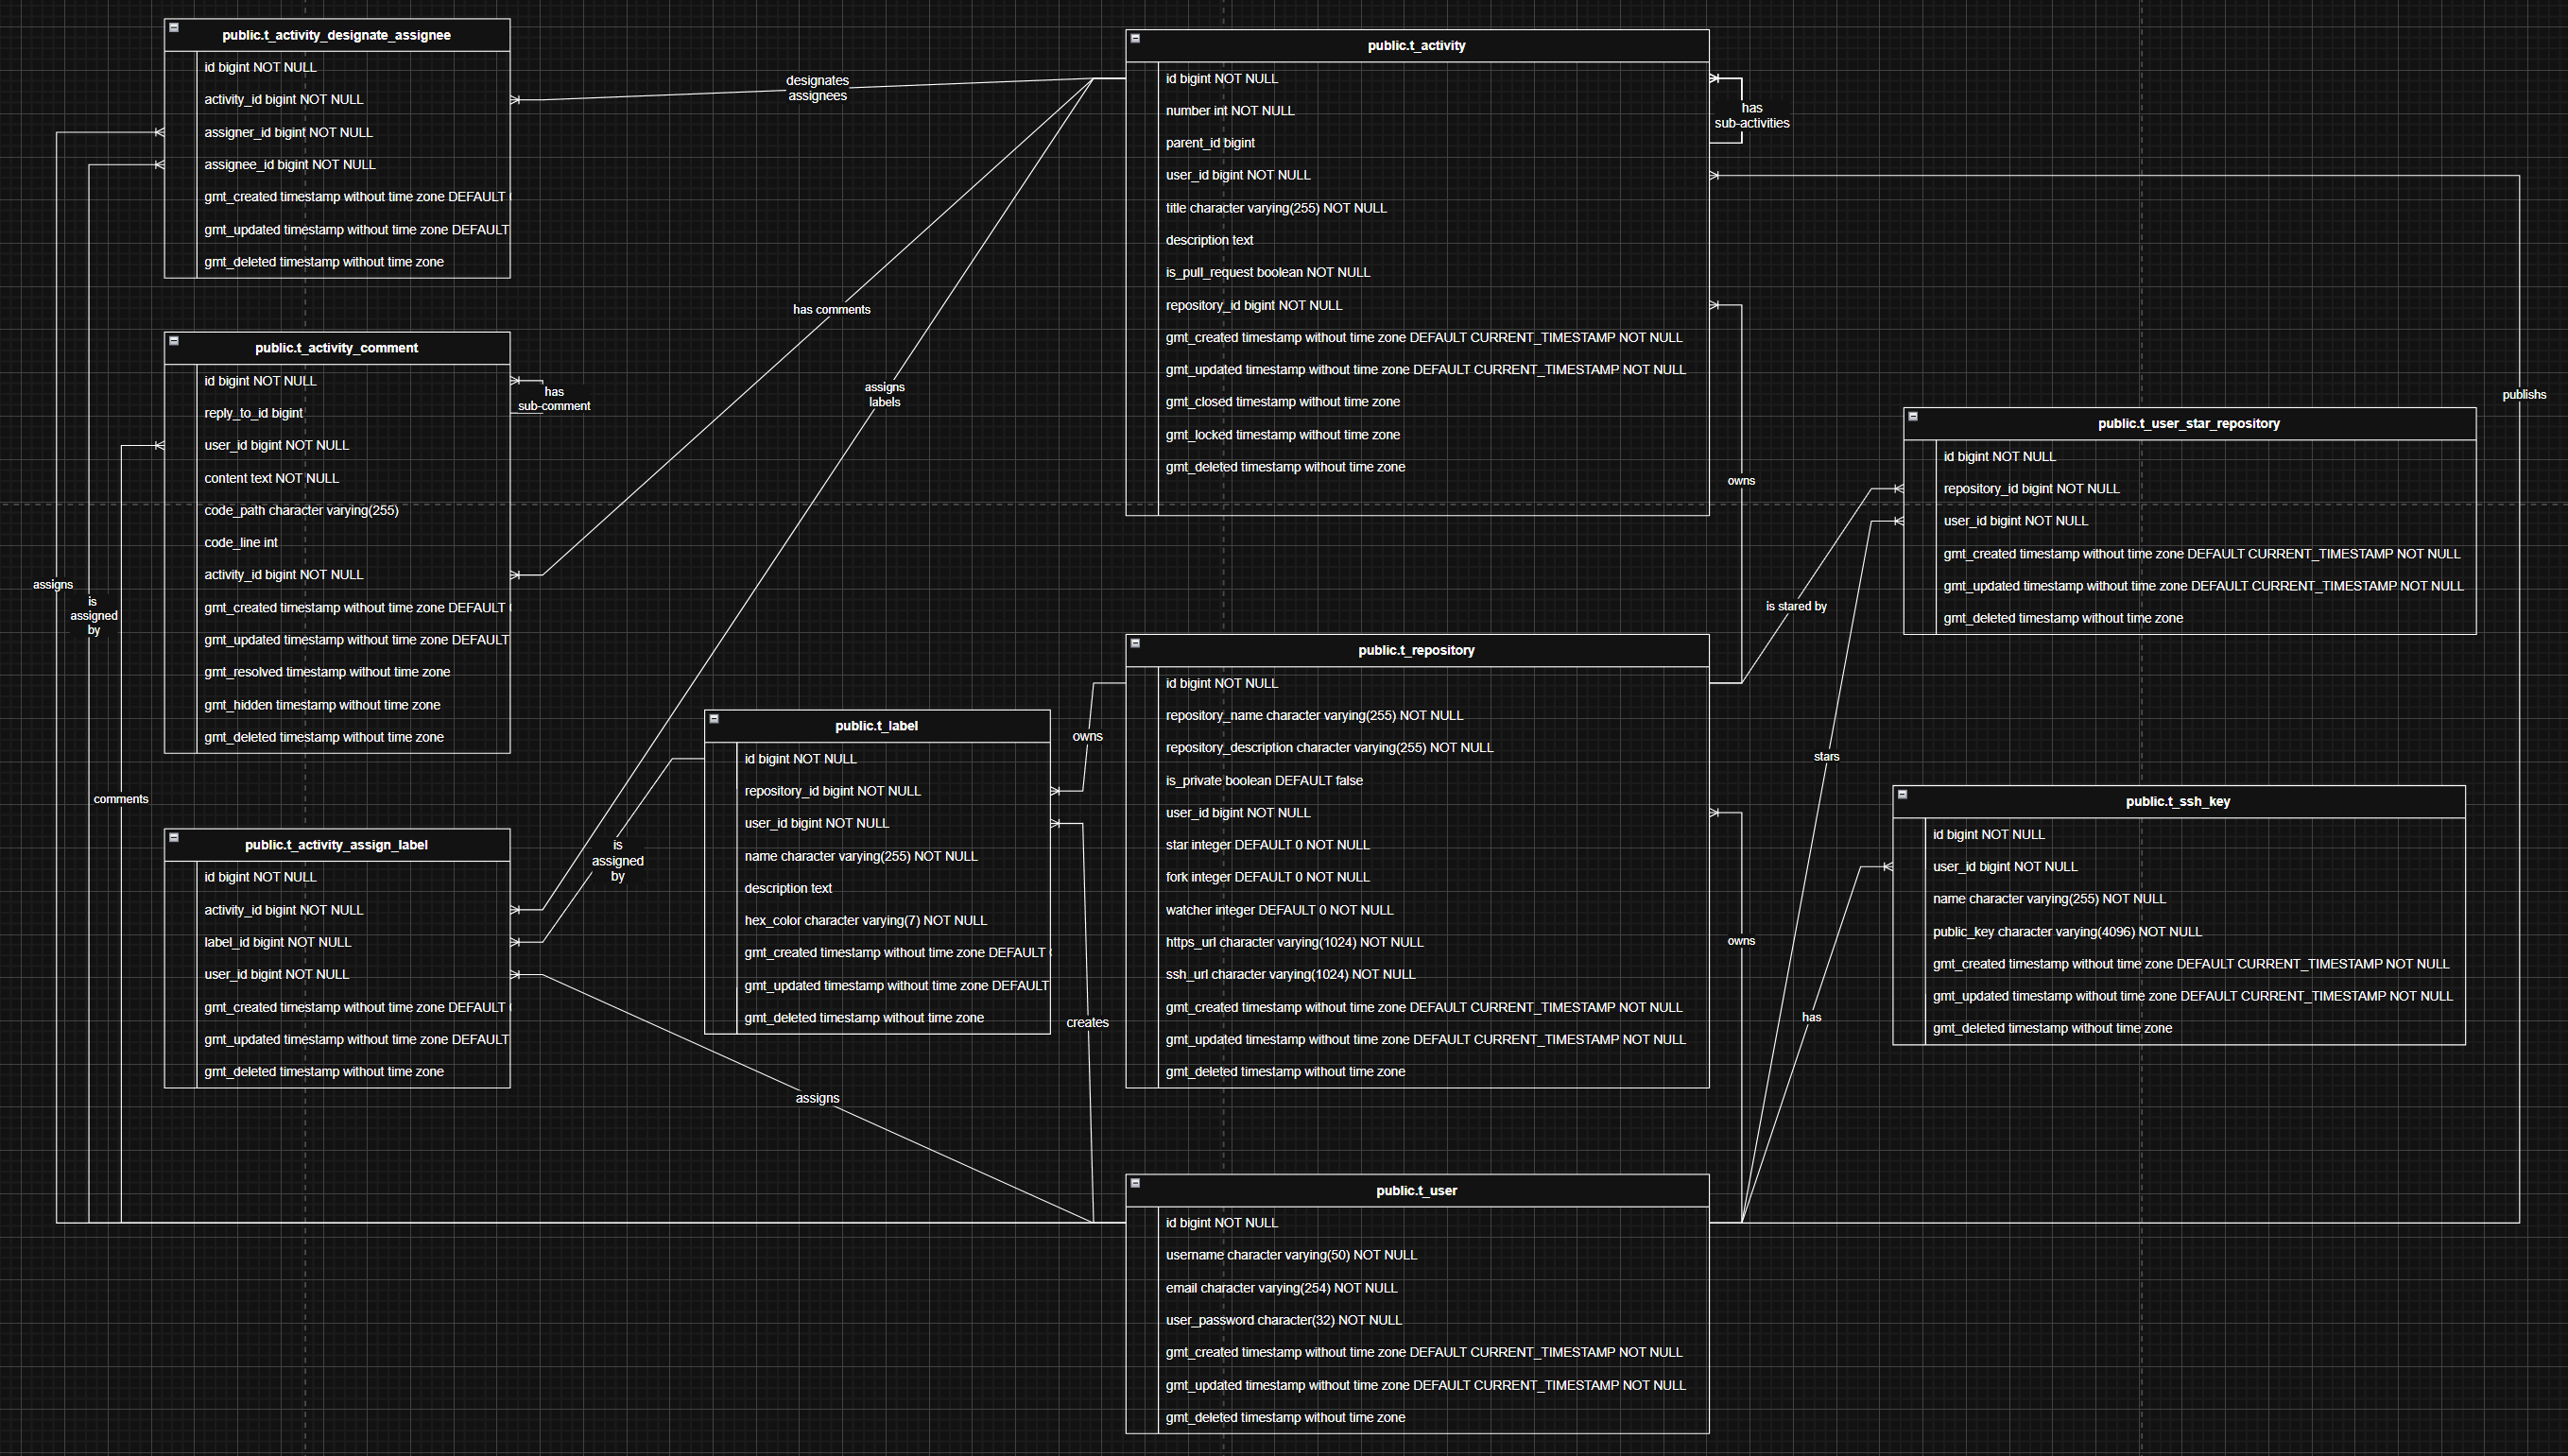 public.t_activity_designate_assignee
id bigint NOT NULL
activity_id bigint NOT NULL
assigner_id bigint NOT NULL
assignee_id bigint NOT NULL
gmt_created timestamp without time zone DEFAULT
gmt_updated timestamp without time zone DEFAULT
gmt_deleted timestamp without time zone
public.t_activity_comment
id bigint NOT NULL
reply_to_id bigint
user_id bigint NOT NULL
content text NOT NULL
code_path character varying(255)
code_line int
activity_id bigint NOT NULL
gmt_created timestamp without time zone DEFAULT
gmt_updated timestamp without time zone DEFAULT
gmt_resolved timestamp without time zone
gmt_hidden timestamp without time zone
gmt_deleted timestamp without time zone
has
sub-comment
public.t_activity_assign_label
id bigint NOT NULL
activity_id bigint NOT NULL
label_id bigint NOT NULL
user_id bigint NOT NULL
gmt_created timestamp without time zone DEFAULT
gmt_updated timestamp without time zone DEFAULT
gmt_deleted timestamp without time zone
assigns
is
assigned
by
comments
designates
assignees
has comments
assigns
labels
is
assigned
by
assigns
public.t_label
id bigint NOT NULL
repository_id bigint NOT NULL
user_id bigint NOT NULL
name character varying(255) NOT NULL
description text
hex_color character varying(7) NOT NULL
gmt_created timestamp without time zone DEFAULT
gmt_updated timestamp without time zone DEFAULT
gmt_deleted timestamp without time zone
owns
creates
public.t_activity
id bigint NOT NULL
number int NOT NULL
parent_id bigint
user_id bigint NOT NULL
title character varying(255) NOT NULL
description text
is_pull_request boolean NOT NULL
repository_id bigint NOT NULL
gmt_created timestamp without time zone DEFAULT CURRENT_TIMESTAMP NOT NULL
gmt_updated timestamp without time zone DEFAULT CURRENT_TIMESTAMP NOT NULL
gmt_closed timestamp without time zone
gmt_locked timestamp without time zone
gmt_deleted timestamp without time zone
has
sub-activities
public.t_repository
id bigint NOT NULL
repository_name character varying(255) NOT NULL
repository_description character varying(255) NOT NULL
is_private boolean DEFAULT false
user_id bigint NOT NULL
star integer DEFAULT 0 NOT NULL
fork integer DEFAULT 0 NOT NULL
watcher integer DEFAULT 0 NOT NULL
https_url character varying(1024) NOT NULL
ssh_url character varying(1024) NOT NULL
gmt_created timestamp without time zone DEFAULT CURRENT_TIMESTAMP NOT NULL
gmt_updated timestamp without time zone DEFAULT CURRENT_TIMESTAMP NOT NULL
gmt_deleted timestamp without time zone
public.t_user
id bigint NOT NULL
username character varying(50) NOT NULL
email character varying(254) NOT NULL
user_password character(32) NOT NULL
gmt_created timestamp without time zone DEFAULT CURRENT_TIMESTAMP NOT NULL
gmt_updated timestamp without time zone DEFAULT CURRENT_TIMESTAMP NOT NULL
gmt_deleted timestamp without time zone
owns
is stared by
stars
owns
has
publishs
public.t_user_star_repository
id bigint NOT NULL
repository_id bigint NOT NULL
user_id bigint NOT NULL
gmt_created timestamp without time zone DEFAULT CURRENT_TIMESTAMP NOT NULL
gmt_updated timestamp without time zone DEFAULT CURRENT_TIMESTAMP NOT NULL
gmt_deleted timestamp without time zone
public.t_ssh_key
id bigint NOT NULL
user_id bigint NOT NULL
name character varying(255) NOT NULL
public_key character varying(4096) NOT NULL
gmt_created timestamp without time zone DEFAULT CURRENT_TIMESTAMP NOT NULL
gmt_updated timestamp without time zone DEFAULT CURRENT_TIMESTAMP NOT NULL
gmt_deleted timestamp without time zone